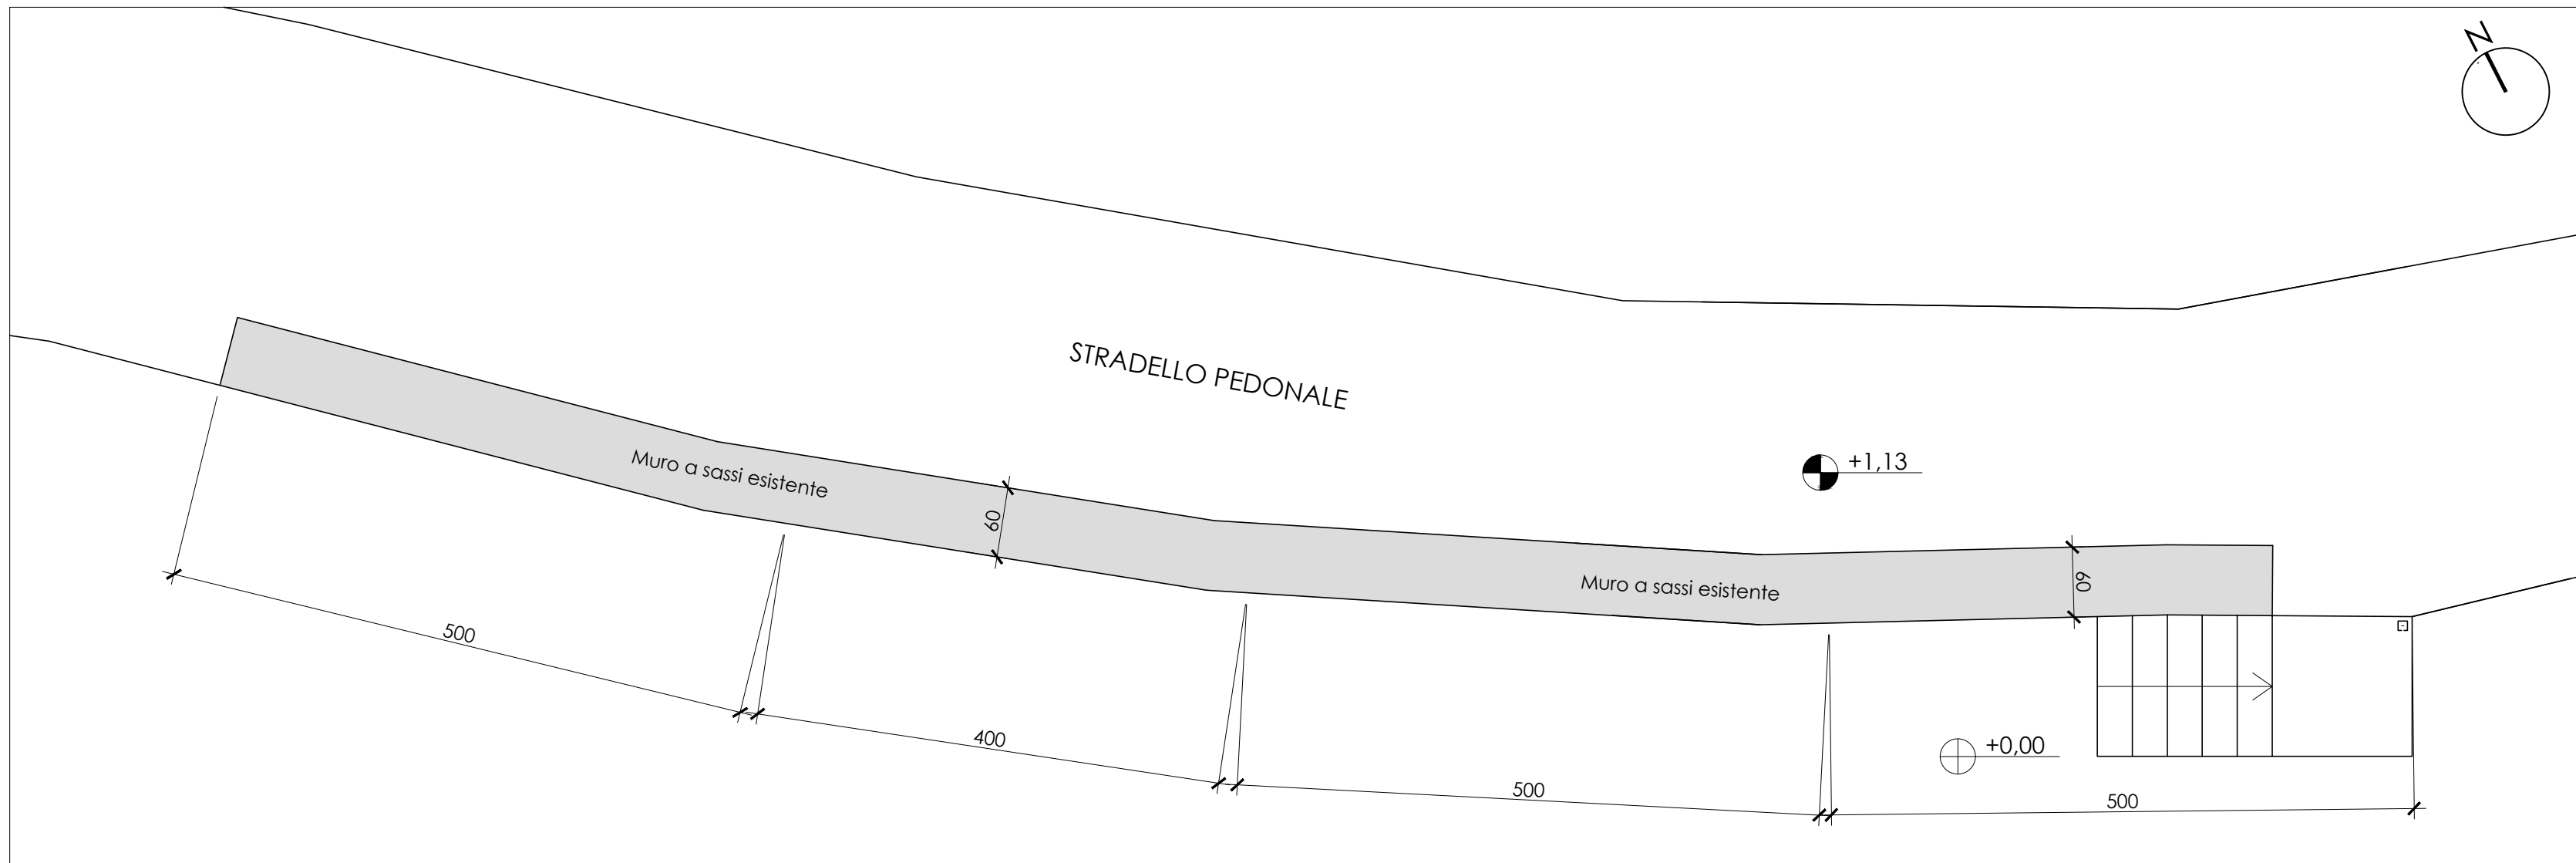 N
STRADELLO PEDONALE
+1,13
Muro a sassi esistente
60
Muro a sassi esistente
60
500
400
+0,00
500
500